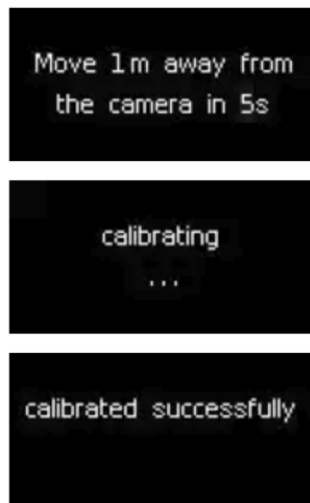 Move 1m away from
the camera in 5s
calibrating
...
calibrated successfully